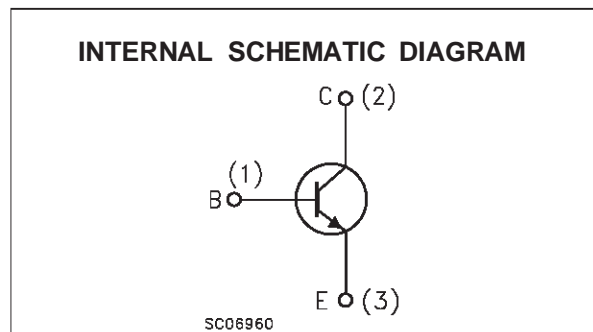 INTERNAL SCHEMATIC DIAGRAM
C (2)
(1)
B
E (3)
SC06960